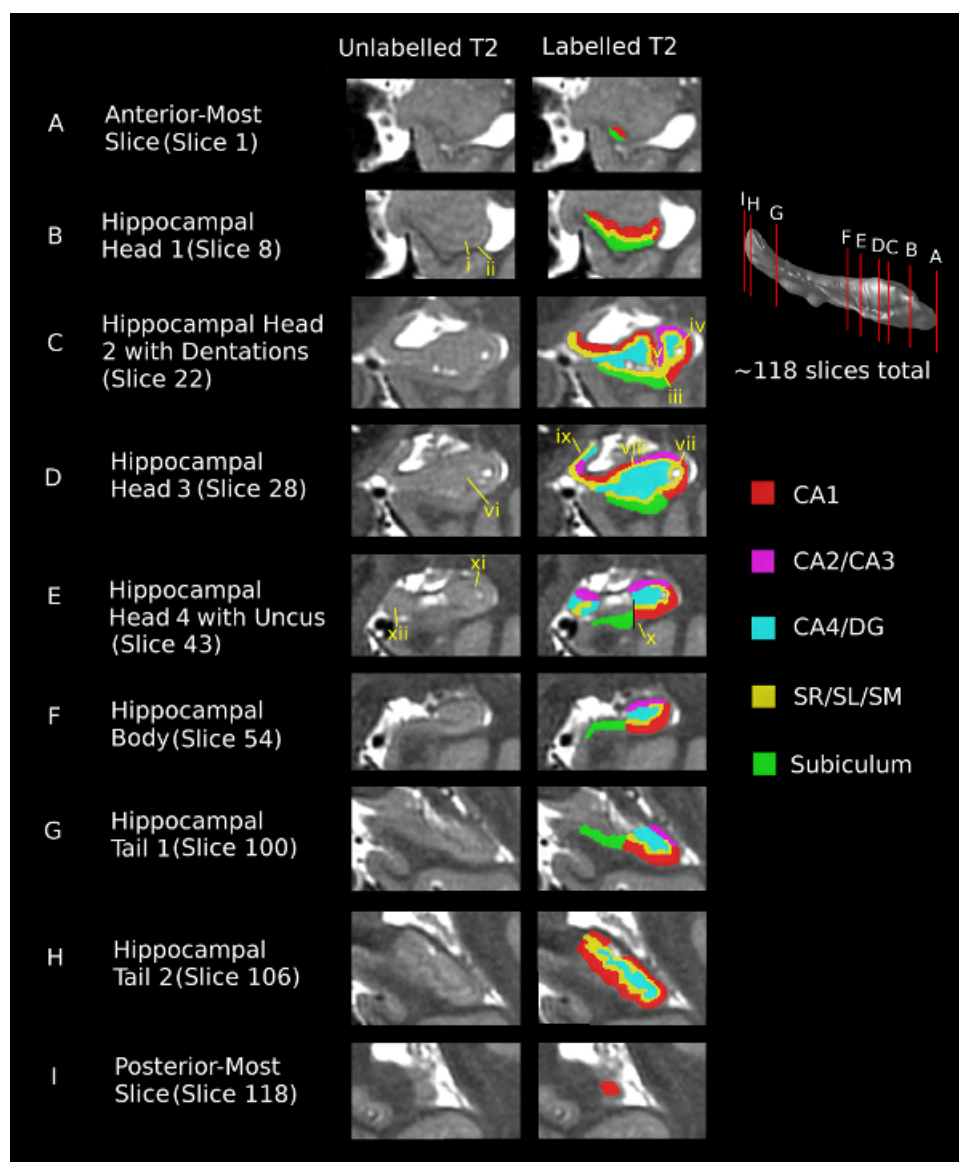 Unlabelled T2
Labelled T2
A
Anterior-Most
Slice(Slice 1)
B
Hippocampal
Head 1(Slice 8)
i
ii
C
Hippocampal Head
2 with Dentations
(Slice 22)
iv
v
iii
D
Hippocampal
Head 3 (Slice 28)
vi
ix
viii
vii
E
Hippocampal
Head 4 with Uncus
(Slice 43)
xi
xii
x
F
Hippocampal
Body(Slice 54)
G
Hippocampal
Tail 1(Slice 100)
H
Hippocampal
Tail 2(Slice 106)
I
Posterior-Most
Slice(Slice 118)
I H G F E D C B A
~118 slices total
CA1
CA2/CA3
CA4/DG
SR/SL/SM
Subiculum